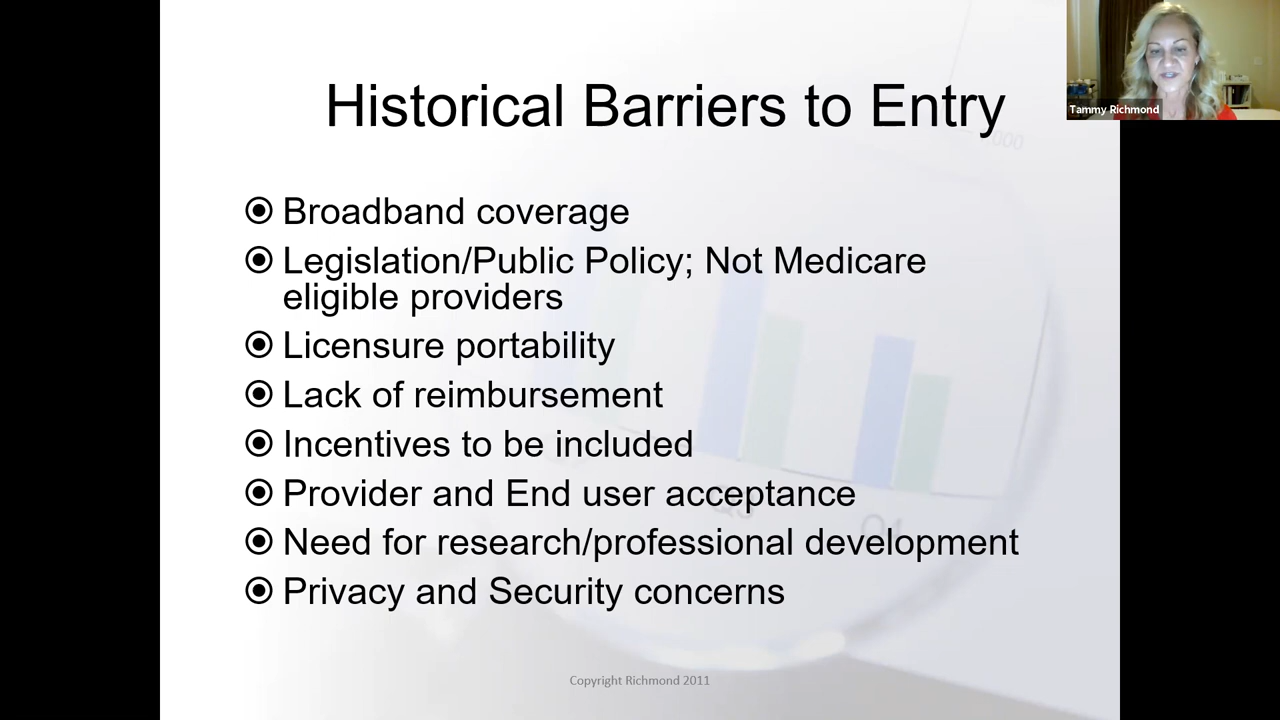 Historical Barriers to Entry
Tammy Richmond
Broadband coverage
Legislation/Public Policy; Not Medicare
eligible providers
Licensure portability
Lack of reimbursement
Incentives to be included
Provider and End user acceptance
Need for research/professional development
Privacy and Security concerns
Copyright Richmond 2011